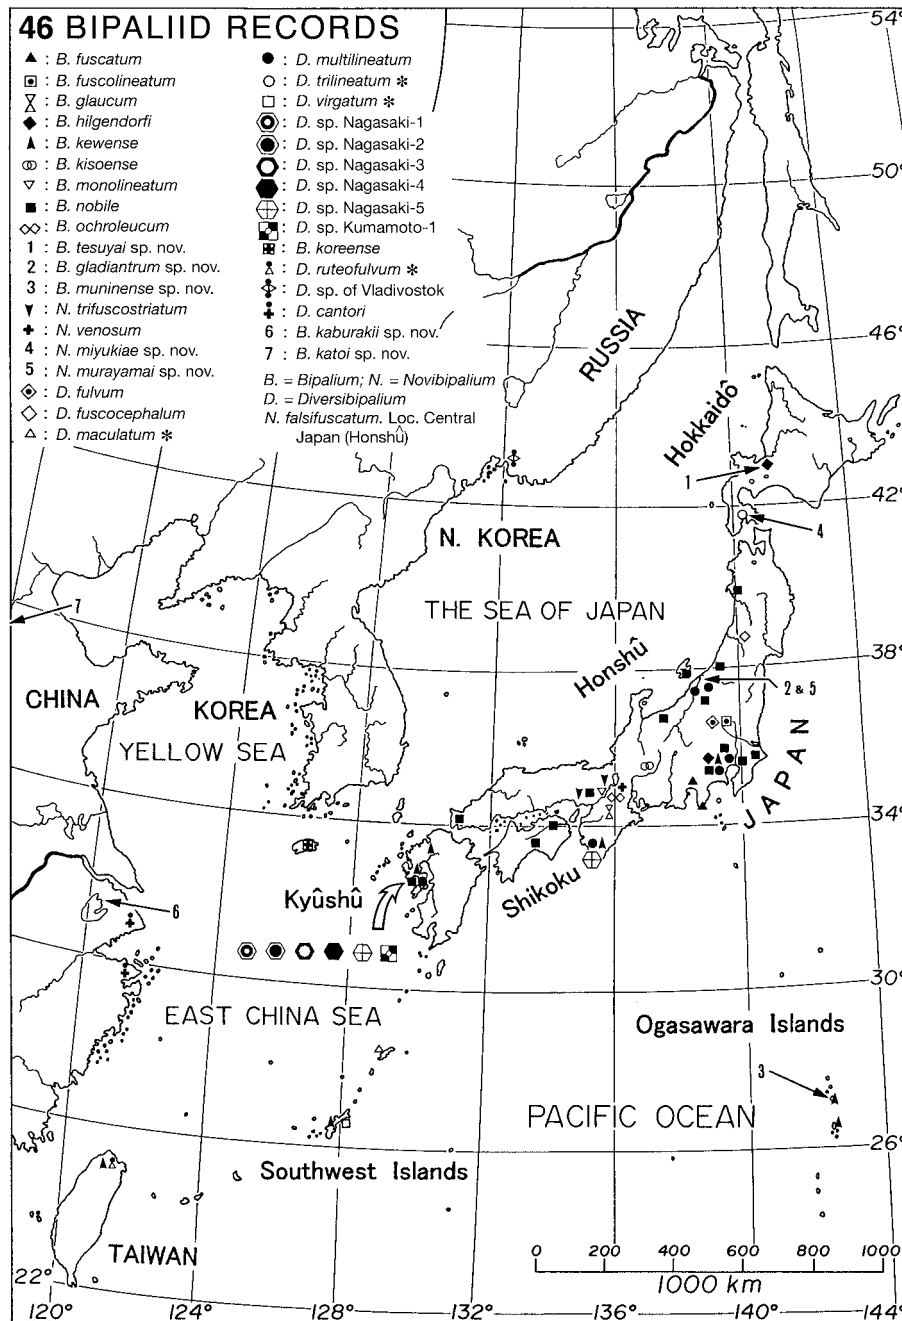 46 BIPALIID RECORDS
: B. fuscatum
: B. fuscolineatum
: B. glaucum
: B. hilgendorfi
: B. kewense
: B. kisoense
: B. monolineatum
: B. nobile
: B. ochroleucum
1 : B. tesuyai sp. nov.
2 : B. gladiantrum sp. nov.
3 : B. muninense sp. nov.
: N. trifuscostriatum
: N. venosum
4 : N. miyukiae sp. nov.
5 : N. murayamai sp. nov.
: D. fulvum
: D. fuscocephalum
: D. maculatum *
: D. multilineatum
: D. trilineatum *
: D. virgatum *
: D. sp. Nagasaki-1
: D. sp. Nagasaki-2
: D. sp. Nagasaki-3
: D. sp. Nagasaki-4
: D. sp. Nagasaki-5
: D. sp. Kumamoto-1
: B. koreense
: D. ruteofulvum *
: D. sp. of Vladivostok
: D. cantori
6 : B. kaburakii sp. nov.
7 : B. katoi sp. nov.
B. = Bipalium; N. = Novibipalium
D. = Diversibipalium
N. falsifuscatum. Loc. Central
Japan (Honshû)
54°
50°
46°
RUSSIA
Hokkaidô
1
42°
4
N. KOREA
7
THE SEA OF JAPAN
38°
Honshû
2 & 5
CHINA
KOREA
YELLOW SEA
JAPAN
34°
Kyûshû
Shikoku
6
30°
EAST CHINA SEA
Ogasawara Islands
3
PACIFIC OCEAN
26°
Southwest Islands
TAIWAN
0 200 400 600 800 1000
1000 km
22°
120° 124° 128° 132° 136° 140° 144°